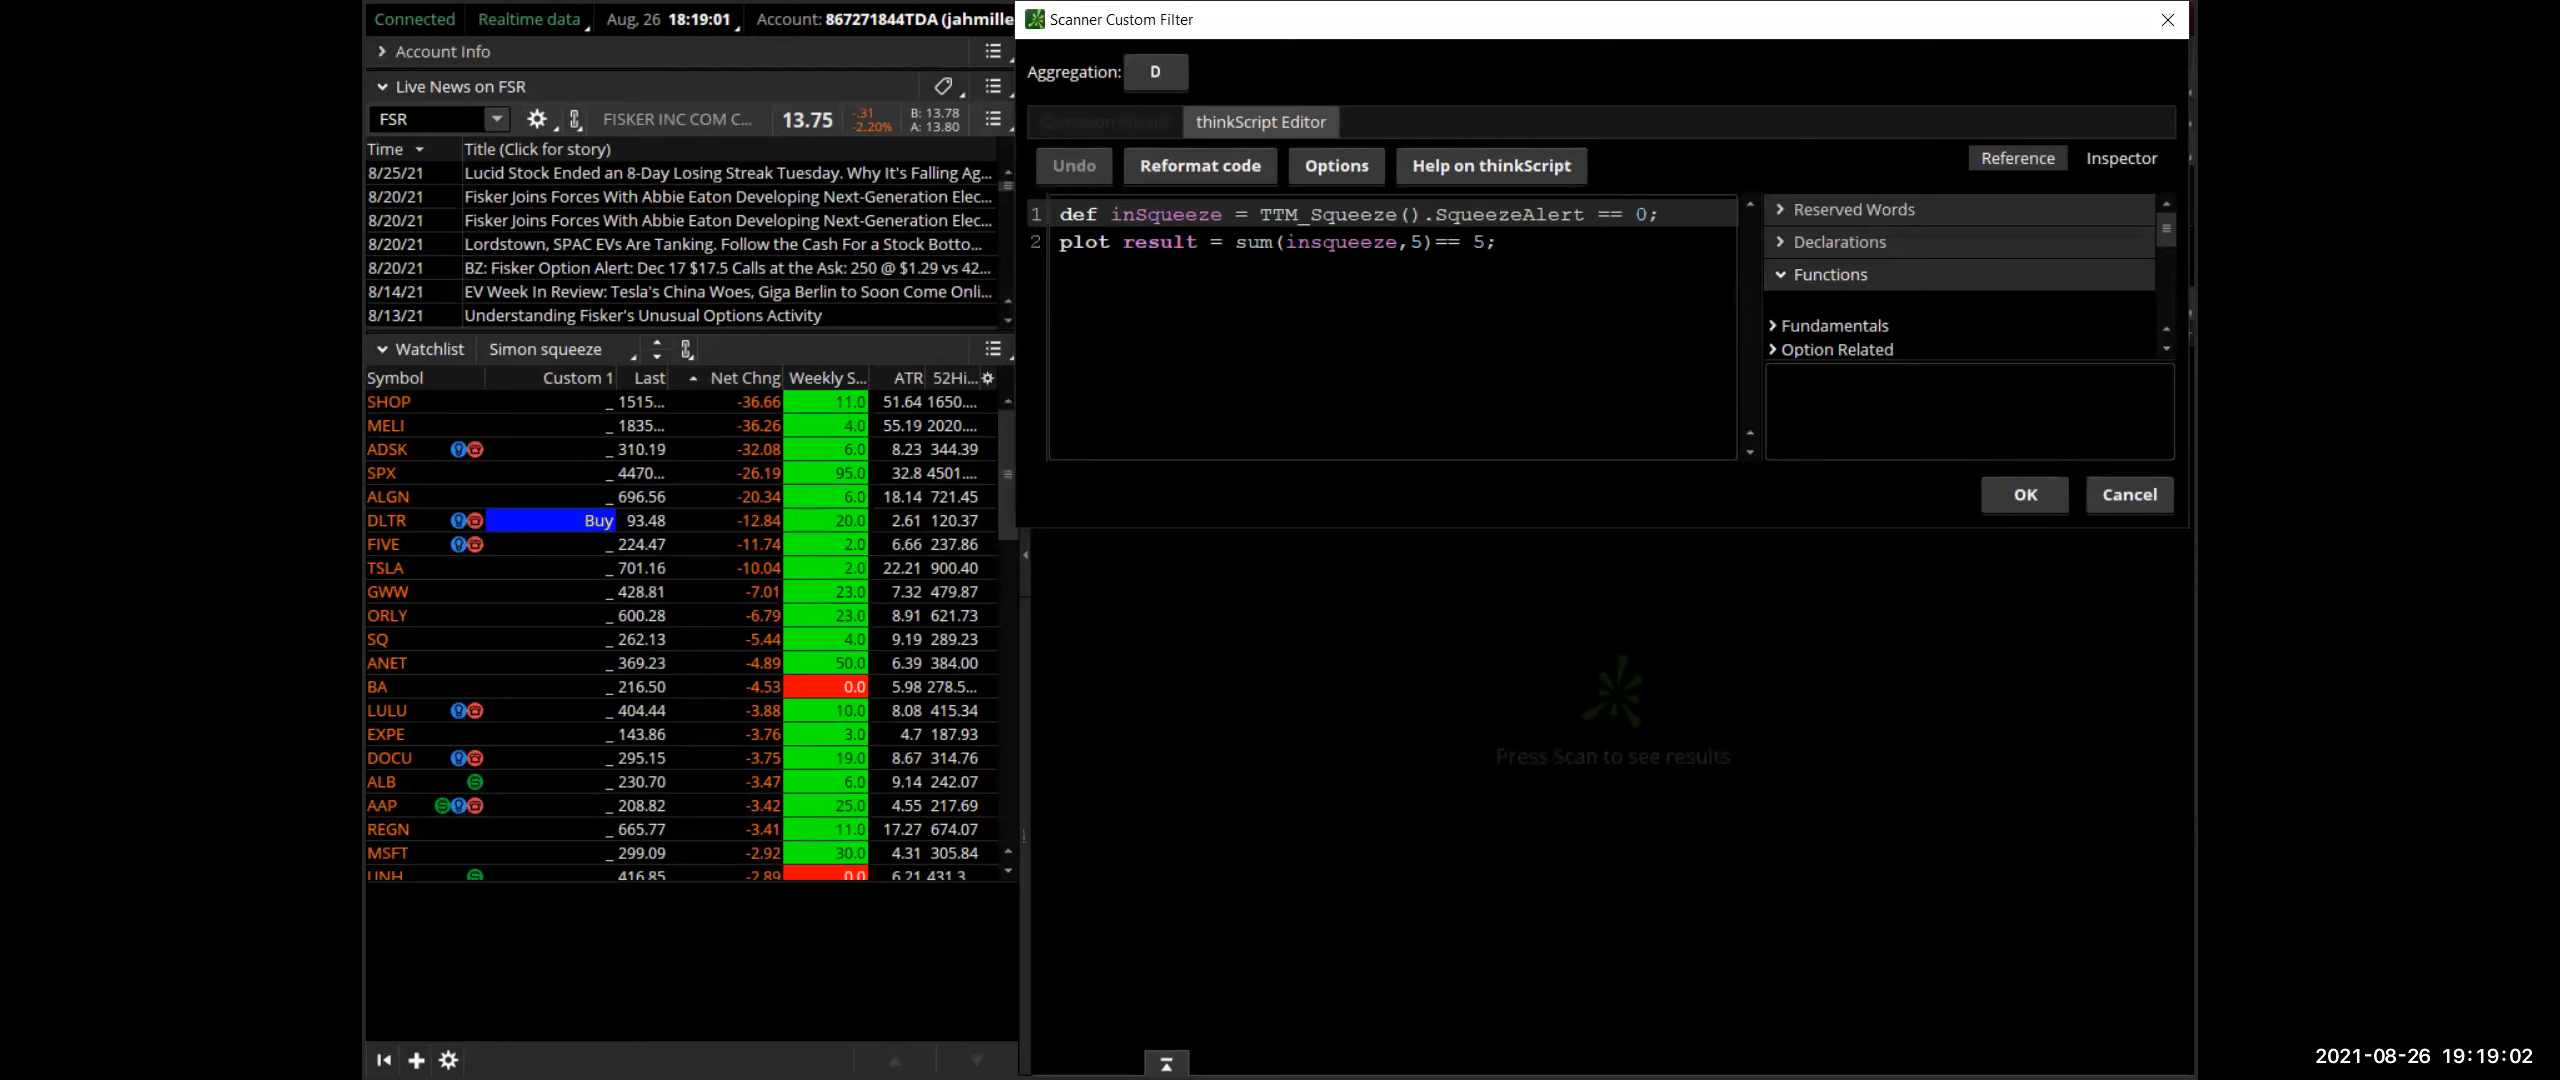 Connected Realtime data Aug, 26 18:19:01 Account: 867271844TDA (jahmille
Scanner Custom Filter
Account Info
Live News on FSR
FSR FISKER INC COM C... 13.75 -.31 -2.20% B: 13.78 A: 13.80
Time Title (Click for story)
8/25/21 Lucid Stock Ended an 8-Day Losing Streak Tuesday. Why It's Falling Ag...
8/20/21 Fisker Joins Forces With Abbie Eaton Developing Next-Generation Elec...
8/20/21 Fisker Joins Forces With Abbie Eaton Developing Next-Generation Elec...
8/20/21 Lordstown, SPAC EVs Are Tanking. Follow the Cash For a Stock Botto...
8/20/21 BZ: Fisker Option Alert: Dec 17 $17.5 Calls at the Ask: 250 @ $1.29 vs 42...
8/14/21 EV Week In Review: Tesla's China Woes, Giga Berlin to Soon Come Onli...
8/13/21 Understanding Fisker's Unusual Options Activity
Watchlist Simon squeeze
Symbol Custom 1 Last Net Chng Weekly S... ATR 52Hi...
SHOP _ 1515... -36.66 11.0 51.64 1650....
MELI _ 1835... -36.26 4.0 55.19 2020....
ADSK _ 310.19 -32.08 6.0 8.23 344.39
SPX _ 4470... -26.19 95.0 32.8 4501....
ALGN _ 696.56 -20.34 6.0 18.14 721.45
DLTR Buy 93.48 -12.84 20.0 2.61 120.37
FIVE _ 224.47 -11.74 2.0 6.66 237.86
TSLA _ 701.16 -10.04 2.0 22.21 900.40
GWW _ 428.81 -7.01 23.0 7.32 479.87
ORLY _ 600.28 -6.79 23.0 8.91 621.73
SQ _ 262.13 -5.44 4.0 9.19 289.23
ANET _ 369.23 -4.89 50.0 6.39 384.00
BA _ 216.50 -4.53 0.0 5.98 278.5...
LULU _ 404.44 -3.88 10.0 8.08 415.34
EXPE _ 143.86 -3.76 3.0 4.7 187.93
DOCU _ 295.15 -3.75 19.0 8.67 314.76
ALB _ 230.70 -3.47 6.0 9.14 242.07
AAP _ 208.82 -3.42 25.0 4.55 217.69
REGN _ 665.77 -3.41 11.0 17.27 674.07
MSFT _ 299.09 -2.92 30.0 4.31 305.84
UNH 416.85 -2.89 0.0 6.21 431.3
Aggregation: D
thinkScript Editor
Undo Reformat code Options Help on thinkScript Reference Inspector
1 def inSqueeze = TTM_Squeeze().SqueezeAlert == 0;
2 plot result = sum(insqueeze,5)== 5;
Reserved Words
Declarations
Functions
Fundamentals
Option Related
OK Cancel
Press Scan to see results
2021-08-26 19:19:02